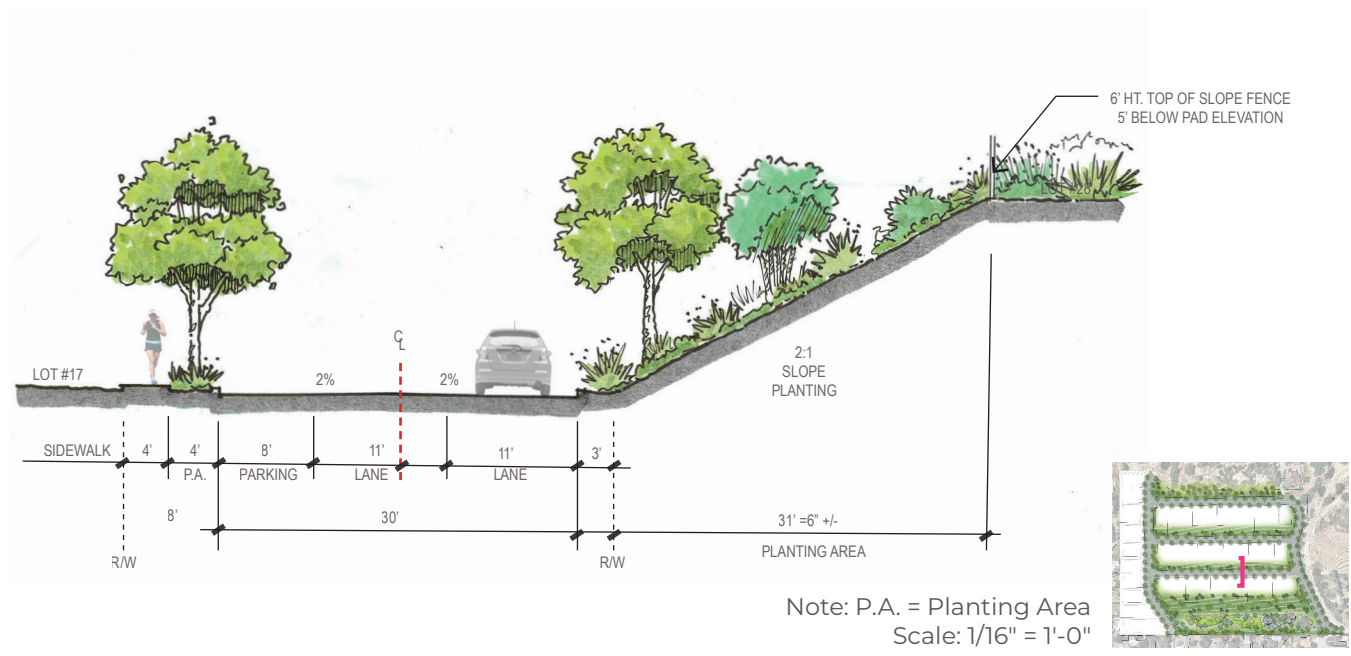 6' HT. TOP OF SLOPE FENCE
5' BELOW PAD ELEVATION
LOT #28
℄
2:1
SLOPE
PLANTING
LOT #17
2%
2%
SIDEWALK
4'
4'
8'
11'
11'
3'
P.A.
PARKING
LANE
LANE
8'
30'
31' =6" +/-
PLANTING AREA
R/W
R/W
Note: P.A. = Planting Area
Scale: 1/16" = 1'-0"